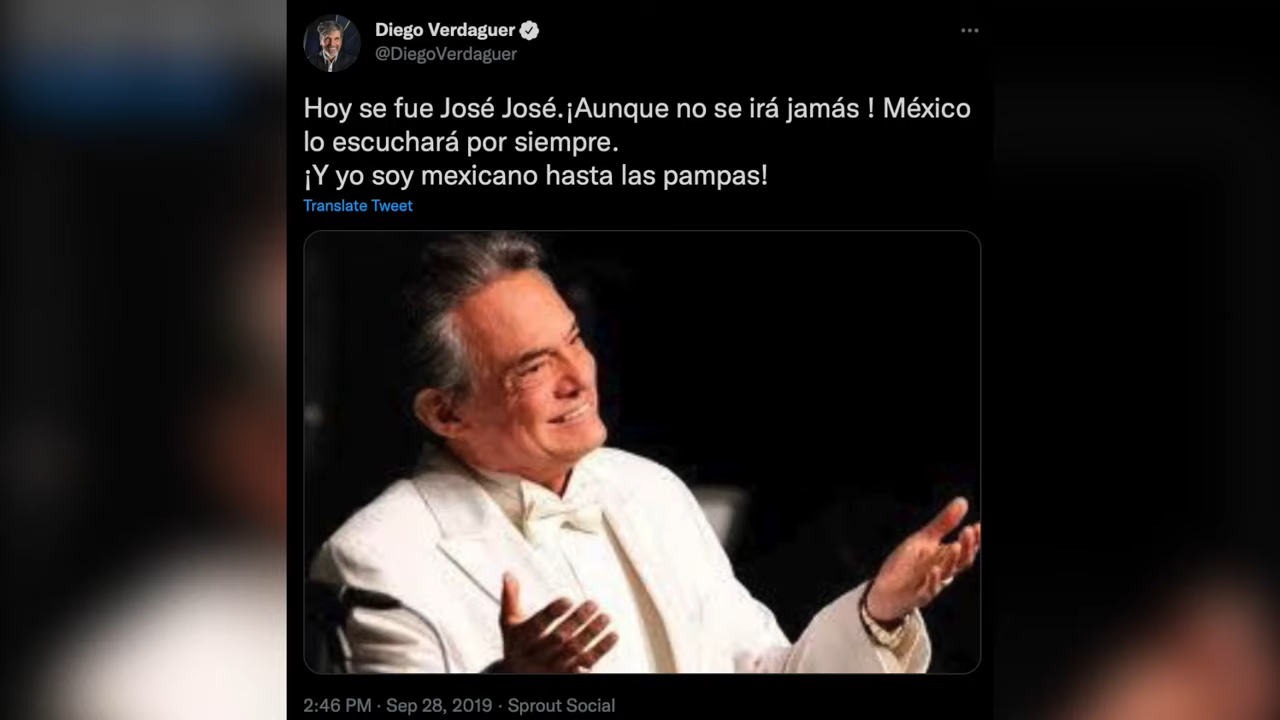 Diego Verdaguer
@DiegoVerdaguer
Hoy se fue José José.¡Aunque no se irá jamás ! México
lo escuchará por siempre.
¡Y yo soy mexicano hasta las pampas!
Translate Tweet
2:46 PM · Sep 28, 2019 · Sprout Social